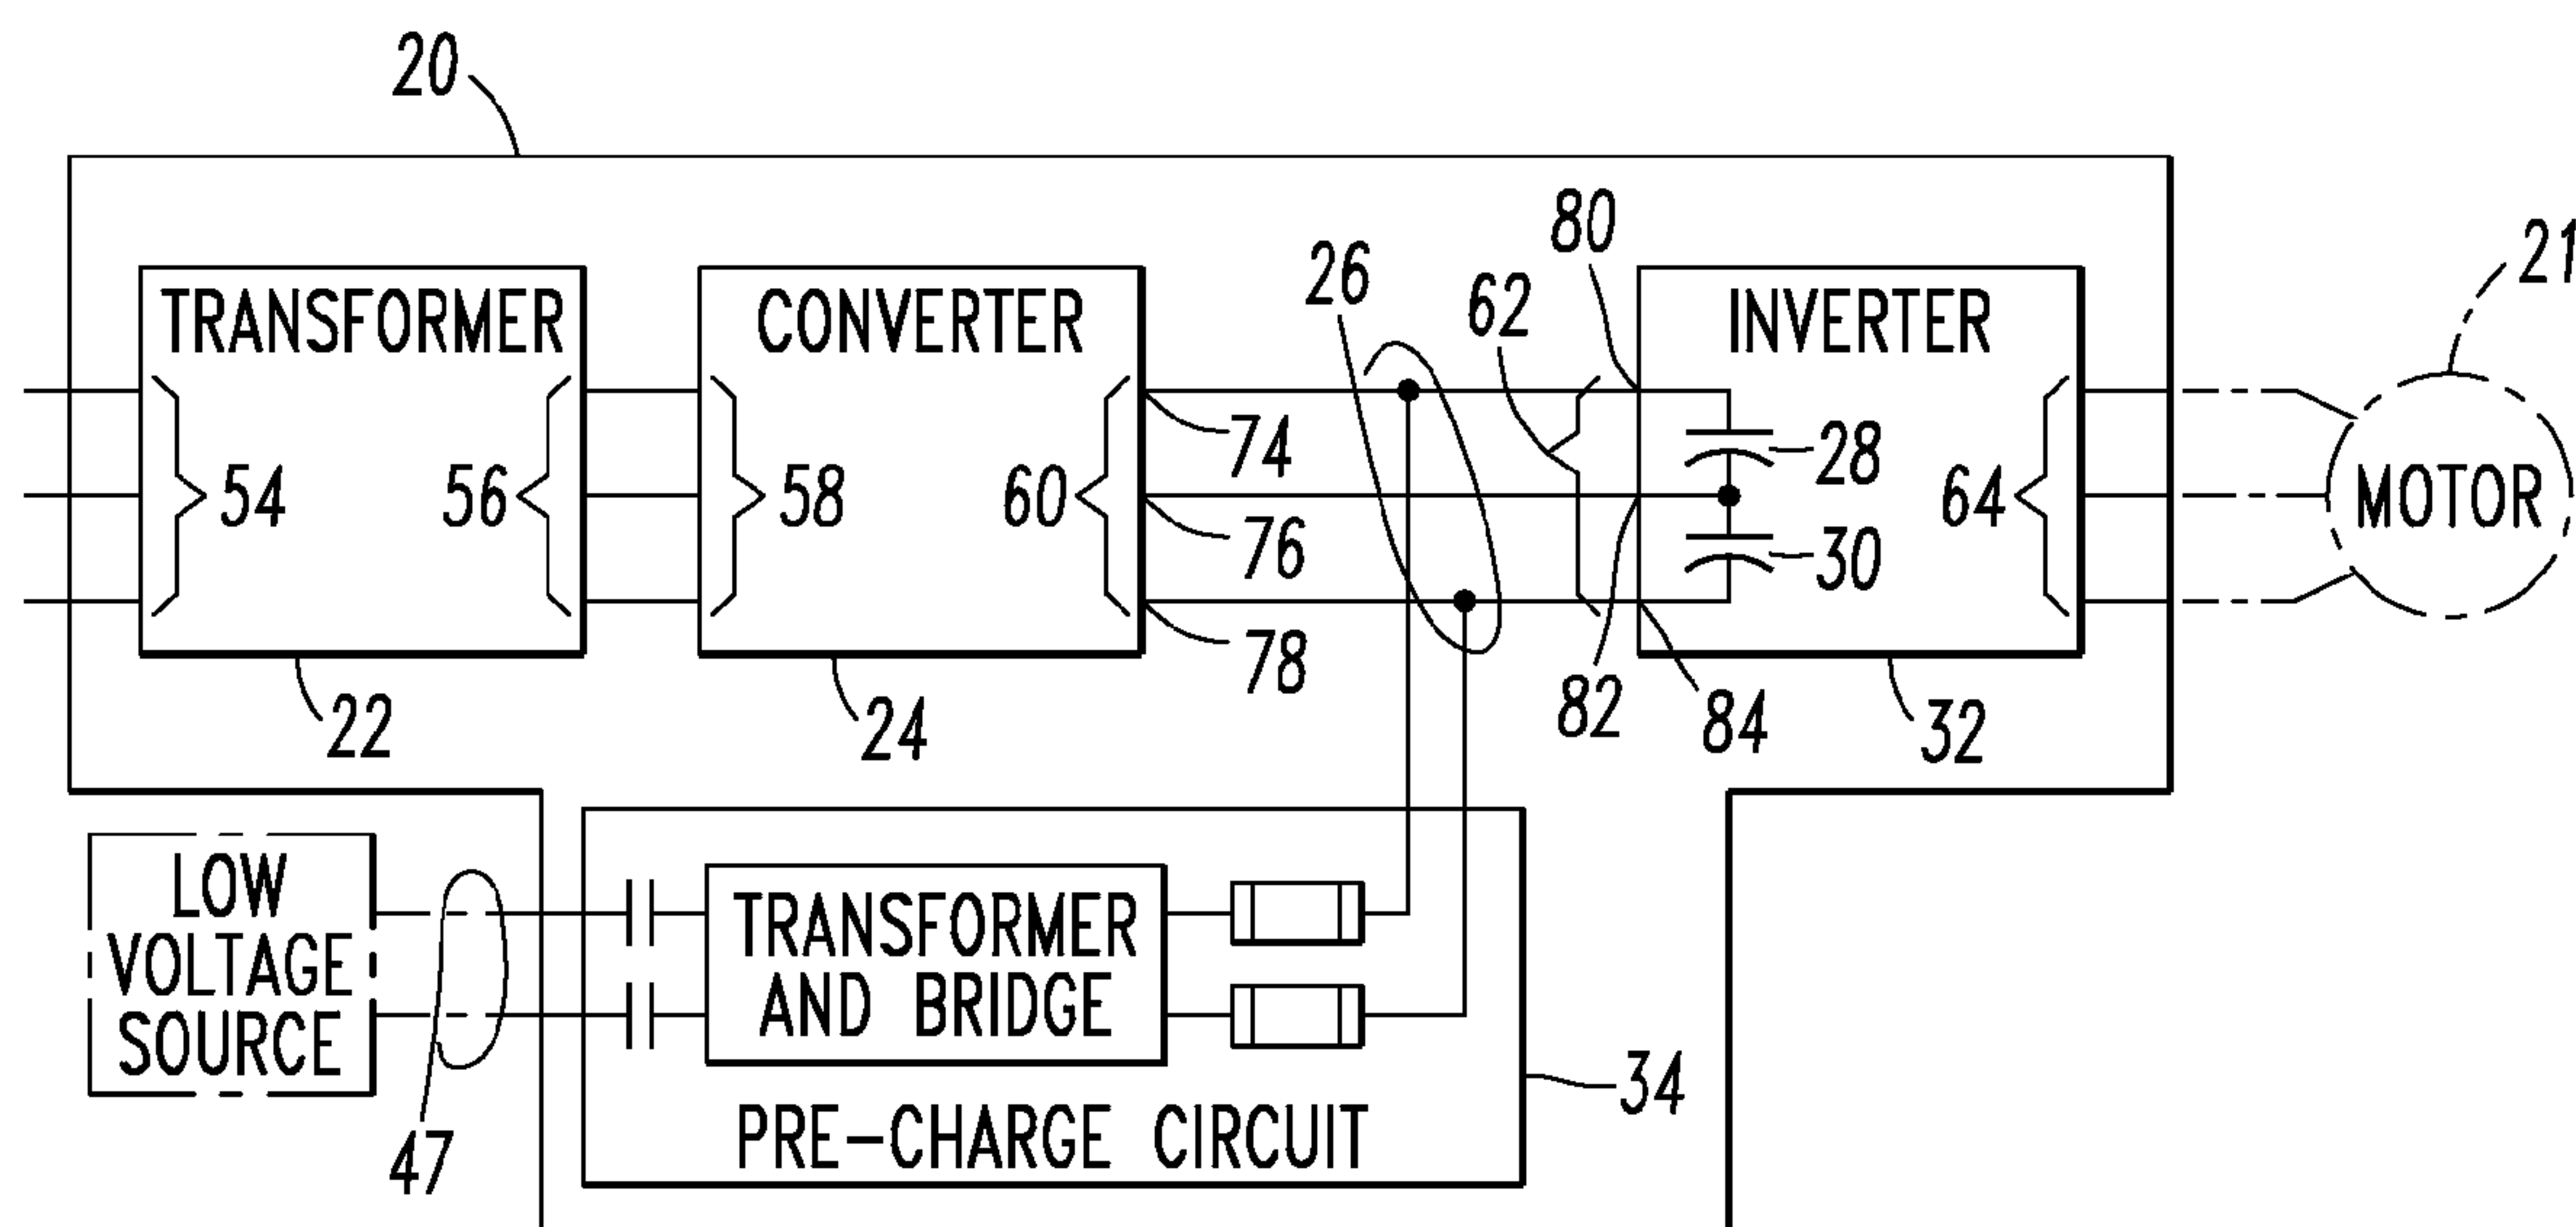 20
21
80
26
62
TRANSFORMER
CONVERTER
INVERTER
74
28
54
56
58
60
76
64
MOTOR
30
78
22
24
82
84
32
LOW
VOLTAGE
SOURCE
TRANSFORMER
AND BRIDGE
34
PRE-CHARGE CIRCUIT
47